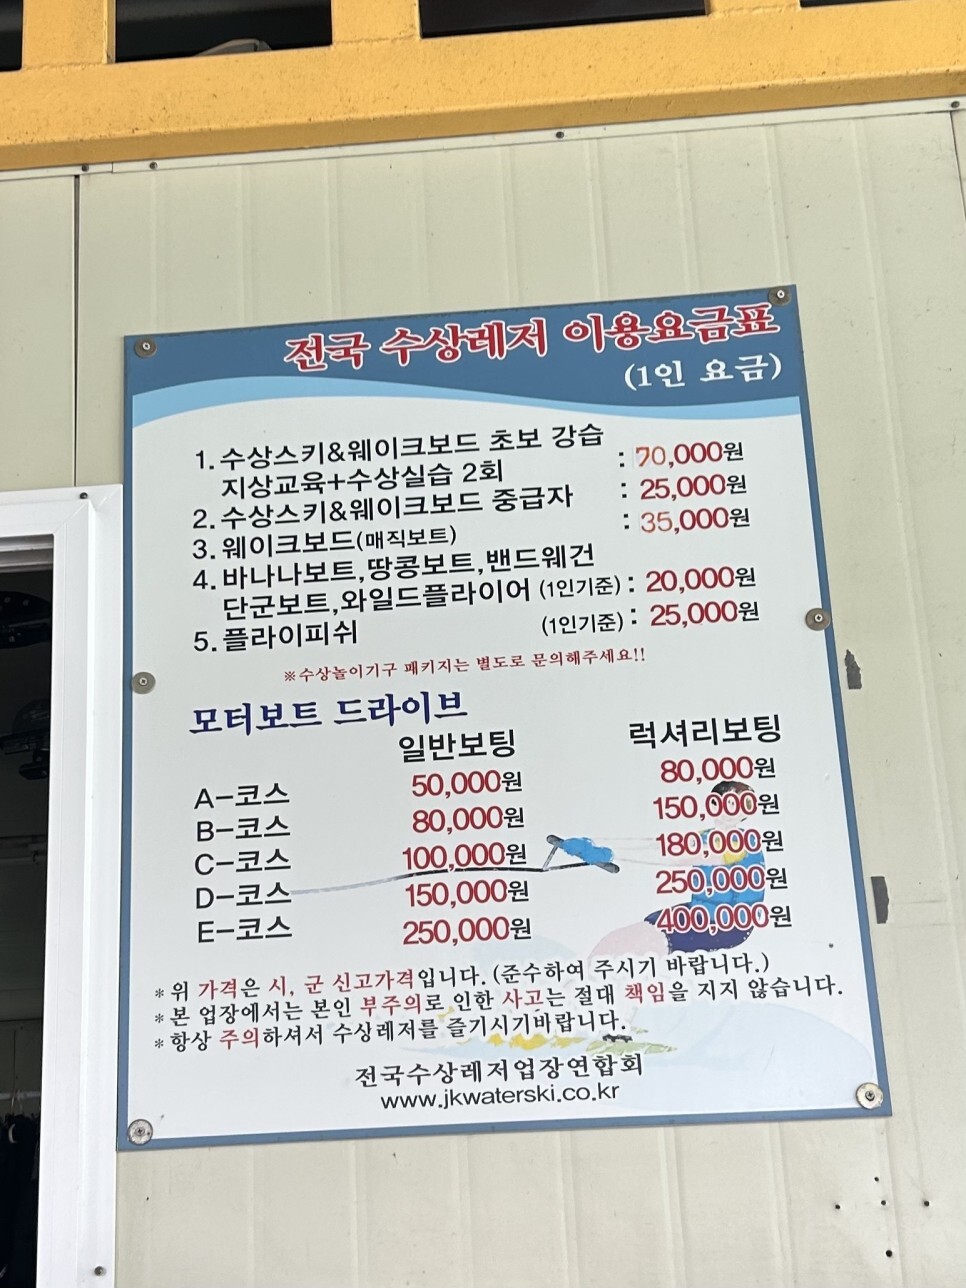 전국 수상레저 이용요금표
(1인 요금)
1. 수상스키&웨이크보드 초보 강습
지상교육+수상실습 2회 : 70,000원
2. 수상스키&웨이크보드 중급자 : 25,000원
3. 웨이크보드(매직보트) : 35,000원
4. 바나나보트,땅콩보트,밴드웨건
단군보트,와일드플라이어 (1인기준) : 20,000원
5. 플라이피쉬 (1인기준) : 25,000원
※수상놀이기구 패키지는 별도로 문의해주세요!!
모터보트 드라이브
일반보팅 럭셔리보팅
A-코스 50,000원 80,000원
B-코스 80,000원 150,000원
C-코스 100,000원 180,000원
D-코스 150,000원 250,000원
E-코스 250,000원 400,000원
* 위 가격은 시, 군 신고가격입니다. (준수하여 주시기 바랍니다.)
* 본 업장에서는 본인 부주의로 인한 사고는 절대 책임을 지지 않습니다.
* 항상 주의하셔서 수상레저를 즐기시기바랍니다.
전국수상레저업장연합회
www.jkwaterski.co.kr